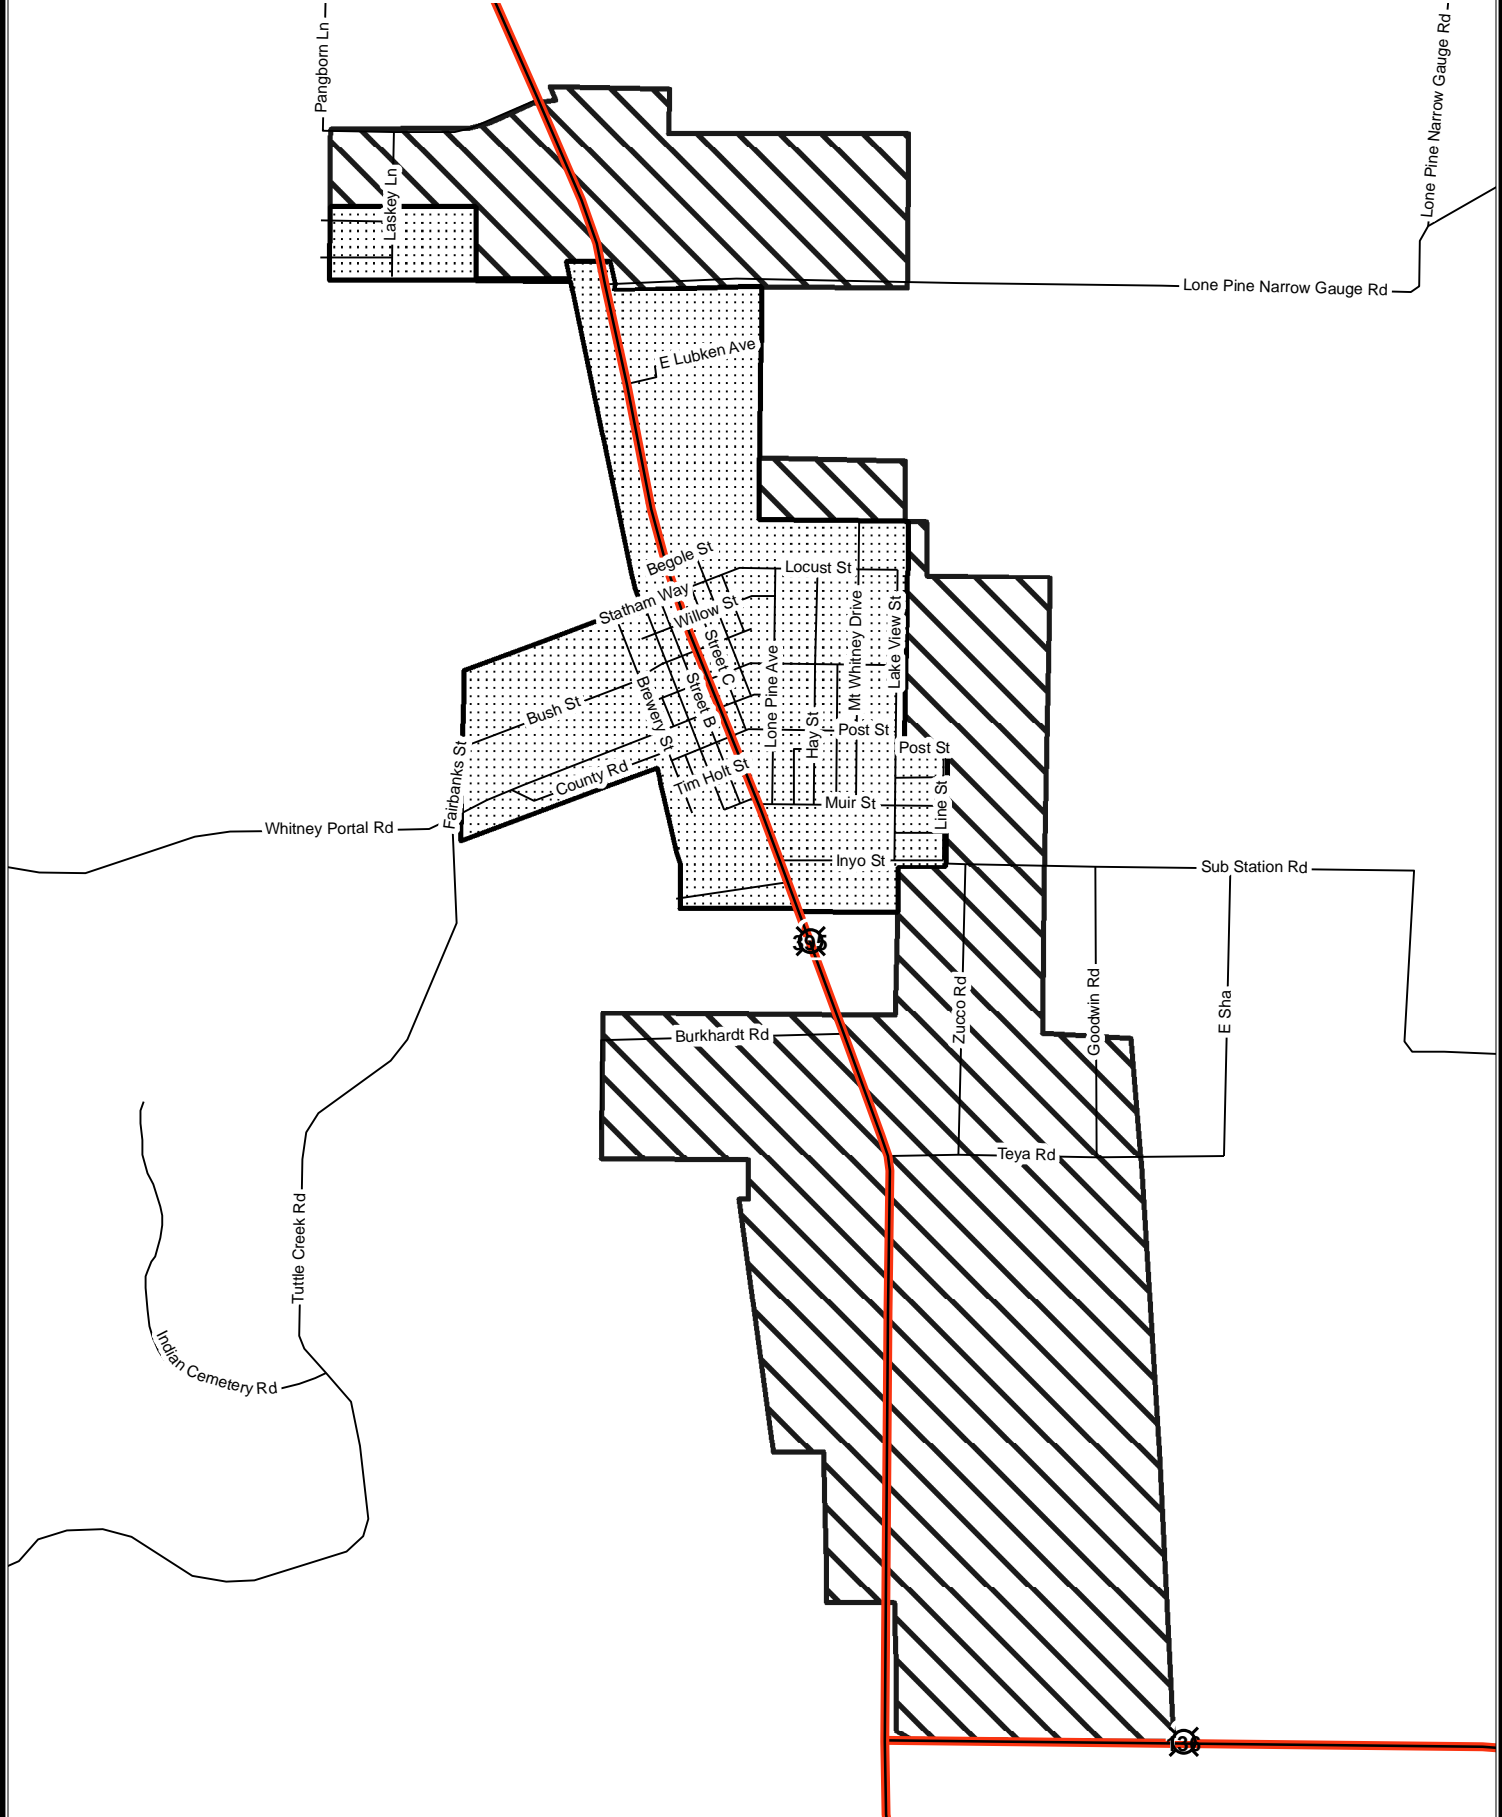 Pangborn Ln
Lone Pine Narrow Gauge Rd
Laskey Ln
Lone Pine Narrow Gauge Rd
E Lubken Ave
Begole St
Locust St
Statham Way
Willow St
Street C
Mt Whitney Drive
Lake View St
Lone Pine Ave
Brewery St
Street B
Bush St
Hay St
Post St
Post St
Fairbanks St
County Rd
Tim Holt St
Muir St
Line St
Whitney Portal Rd
Inyo St
Sub Station Rd
395
Zucco Rd
Goodwin Rd
E Sha
Burkhardt Rd
Teya Rd
Tuttle Creek Rd
Indian Cemetery Rd
136